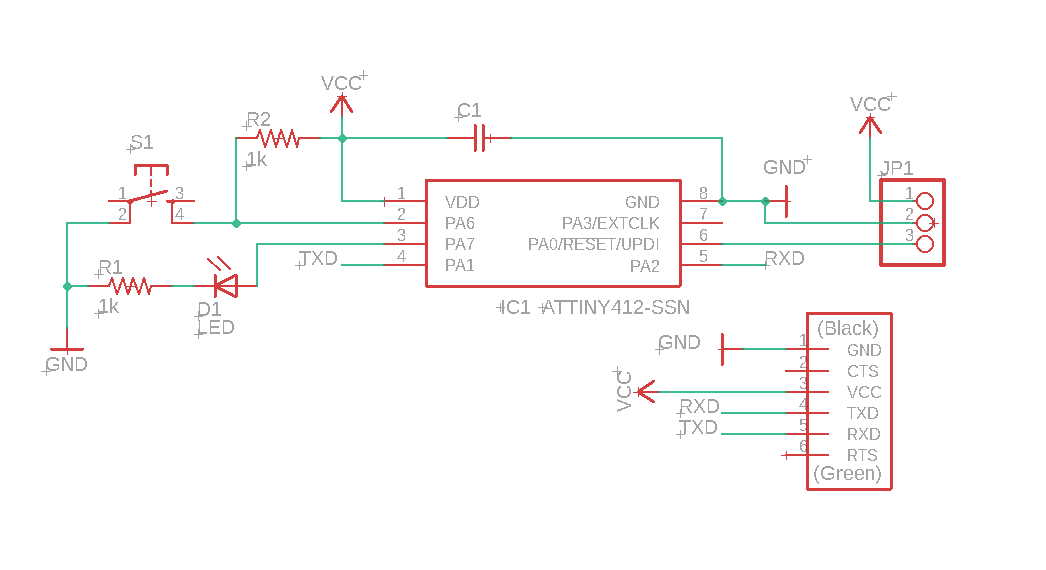 VCC
R2
1k
C1
VCC
S1
1
3
2
4
GND
JP1
1
2
3
1
VDD
GND
8
2
PA6
PA3/EXTCLK
7
3
PA7
PA0/RESET/UPDI
6
4
PA1
PA2
5
TXD
RXD
R1
1k
D1
LED
IC1 ATTINY412-SSN
GND
(Black)
GND
1
GND
2
CTS
VCC
3
VCC
RXD
4
TXD
TXD
5
RXD
6
RTS
(Green)